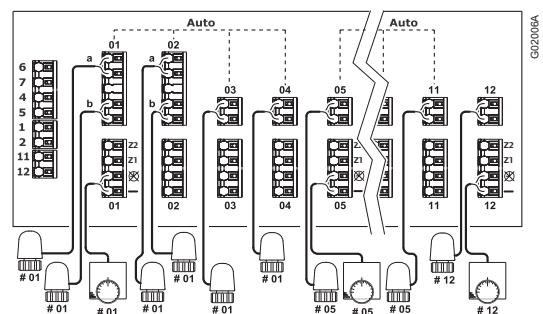 Auto Auto
G02006A
01 02
a a
6
7 03 04 05 11 12
4 b b
5
1
2 Z2 Z2 Z2
11 Z1 Z1 Z1
12
01 02 03 04 05 11 12
# 01 # 01 # 12
# 01 # 01 # 01 # 01 # 01 # 05 # 05 # 05 # 12